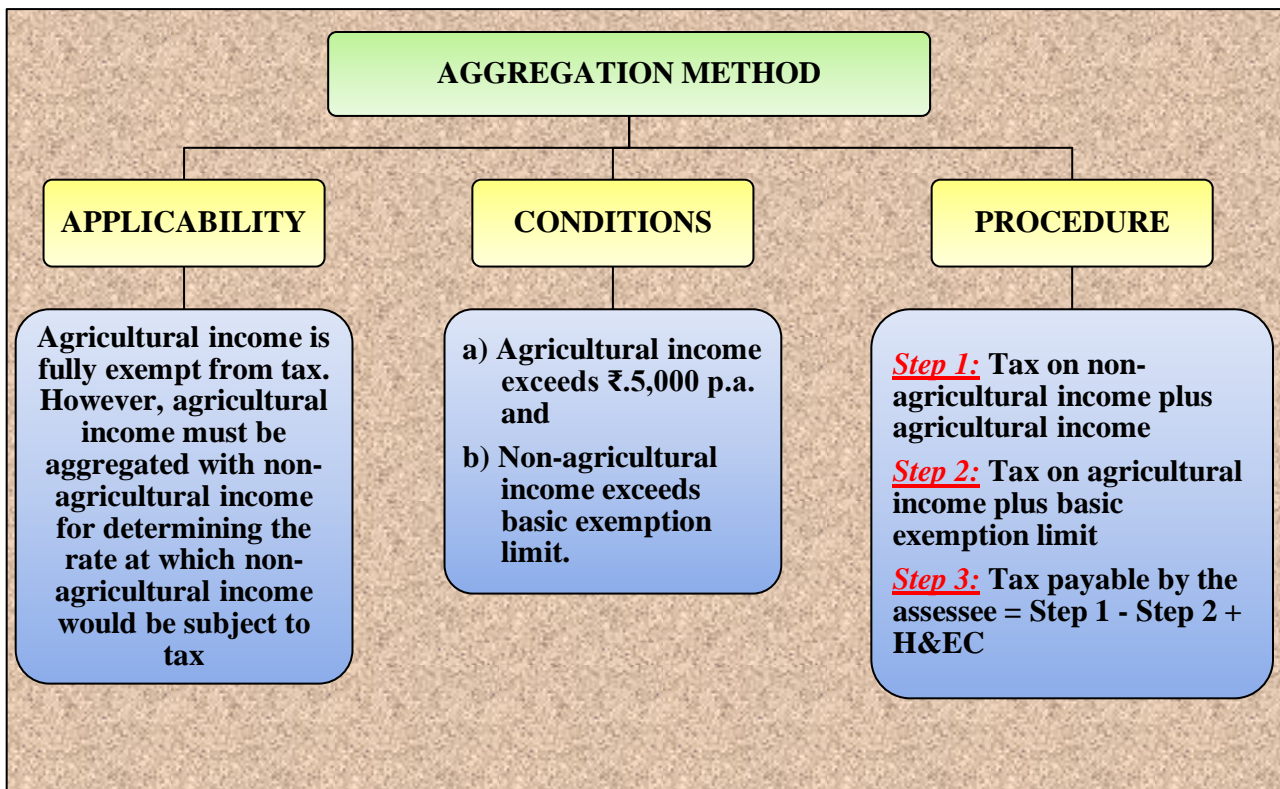 AGGREGATION METHOD
APPLICABILITY
Agricultural income is
fully exempt from tax.
However, agricultural
income must be
aggregated with non-
agricultural income
for determining the
rate at which non-
agricultural income
would be subject to
tax
CONDITIONS
a) Agricultural income
exceeds ₹.5,000 p.a.
and
b) Non-agricultural
income exceeds
basic exemption
limit.
PROCEDURE
Step 1: Tax on non-
agricultural income plus
agricultural income
Step 2: Tax on agricultural
income plus basic
exemption limit
Step 3: Tax payable by the
assessee = Step 1 - Step 2 +
H&EC